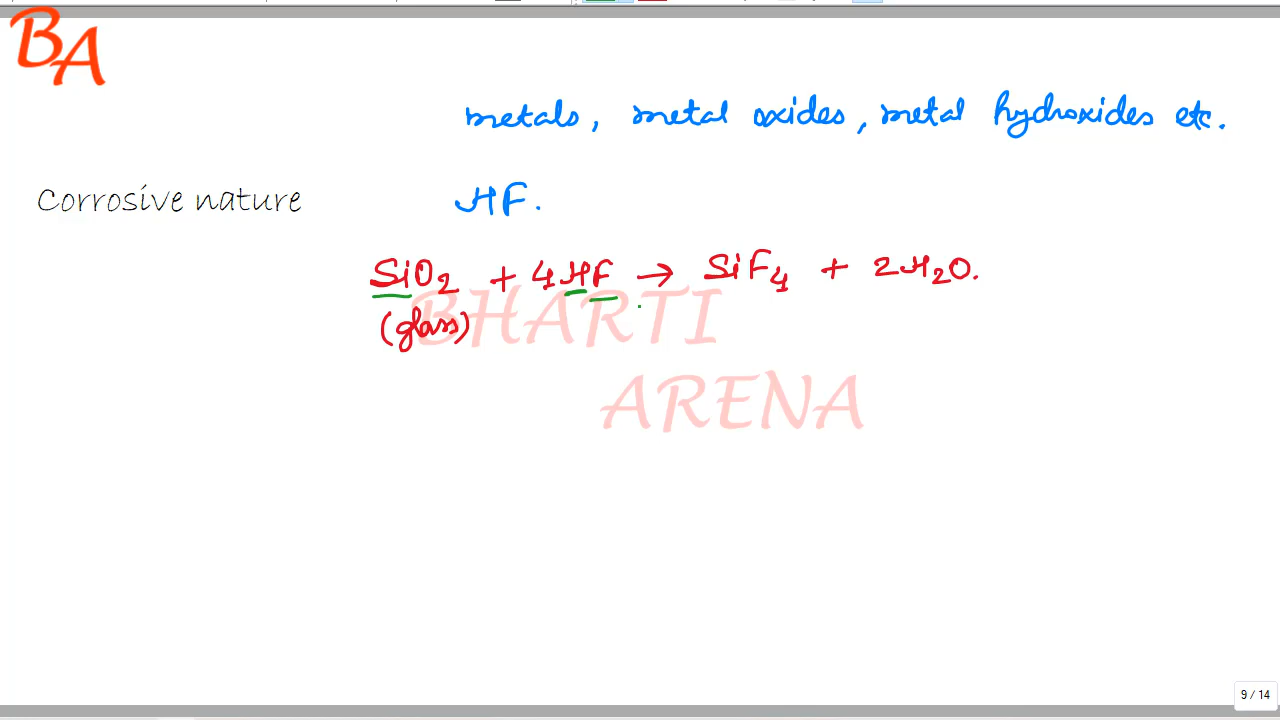 BA
metals, metal oxides, metal hydroxides etc.
Corrosive nature HF.
SiO₂ + 4HF → SiF₄ + 2H₂O.
(glass)
BHARTI
ARENA
9 / 14